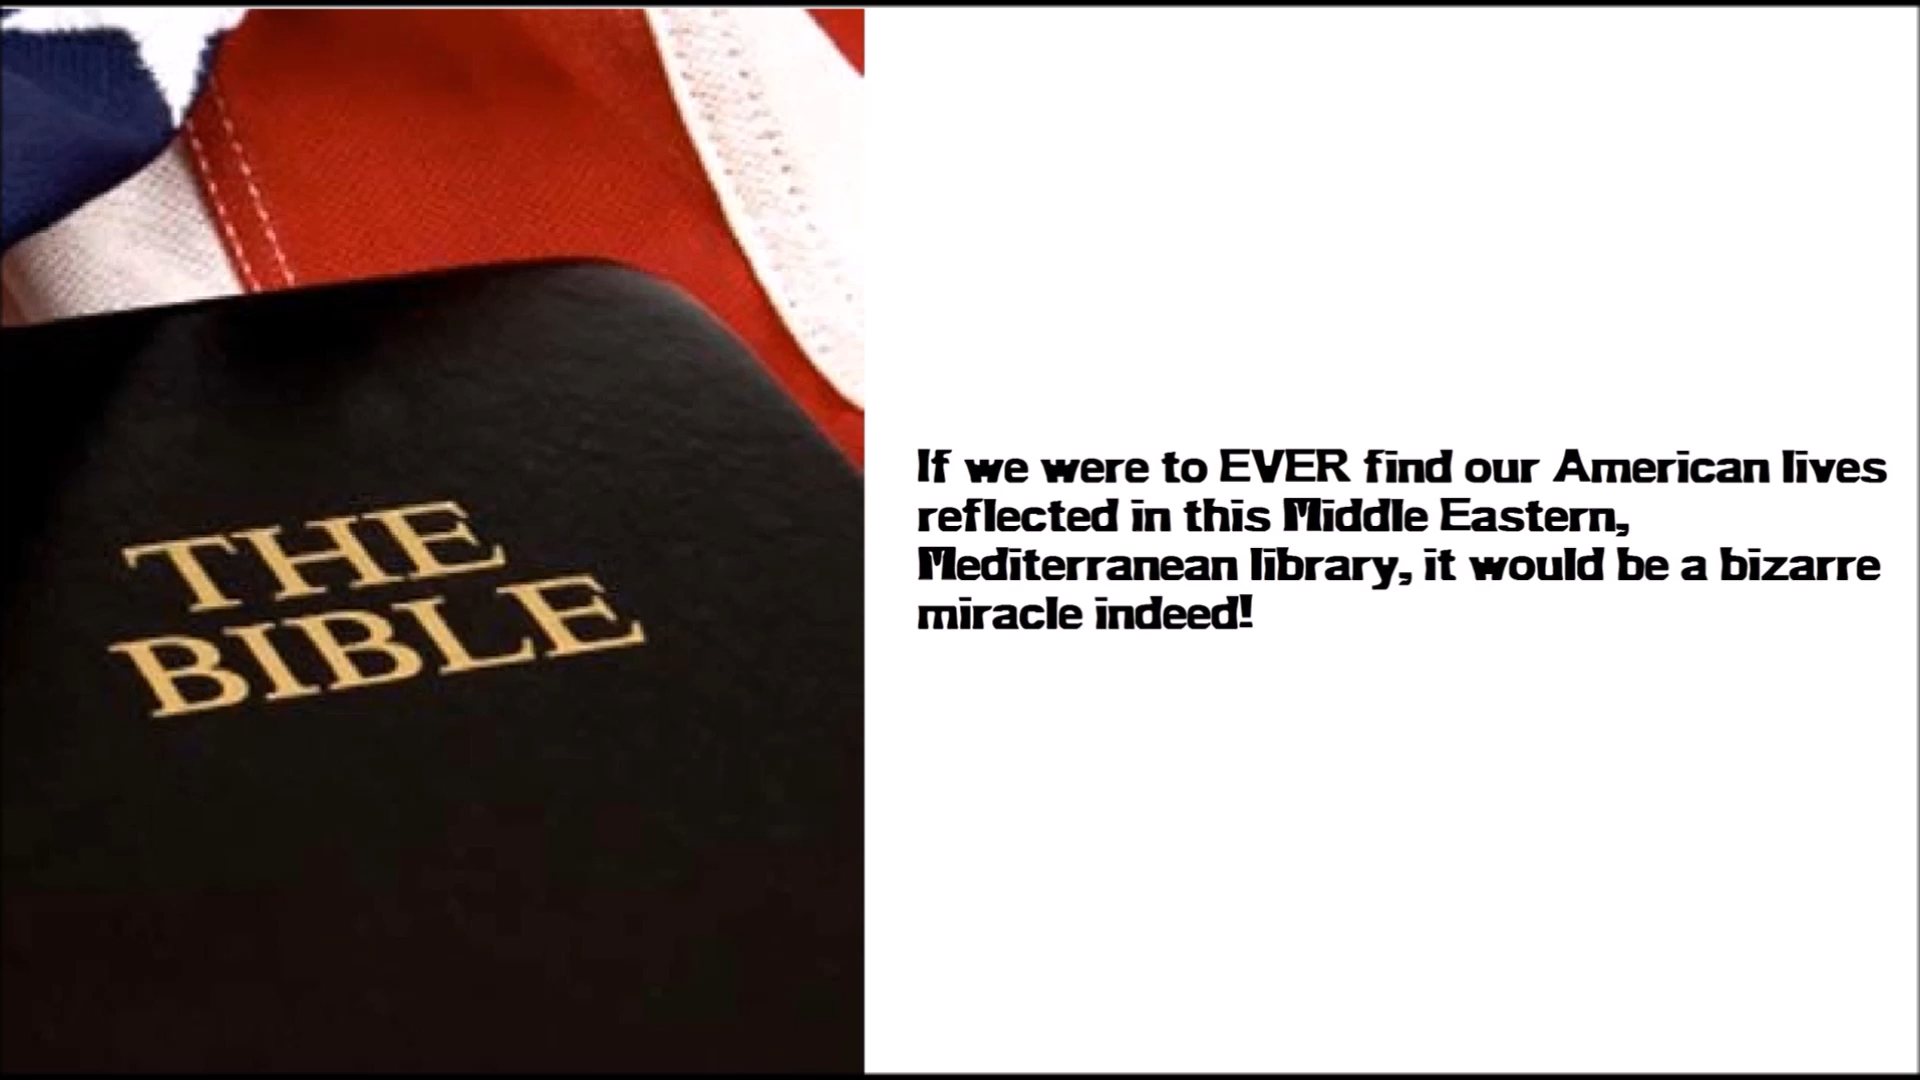 THE
BIBLE
If we were to EVER find our American lives
reflected in this Middle Eastern,
Mediterranean library, it would be a bizarre
miracle indeed!